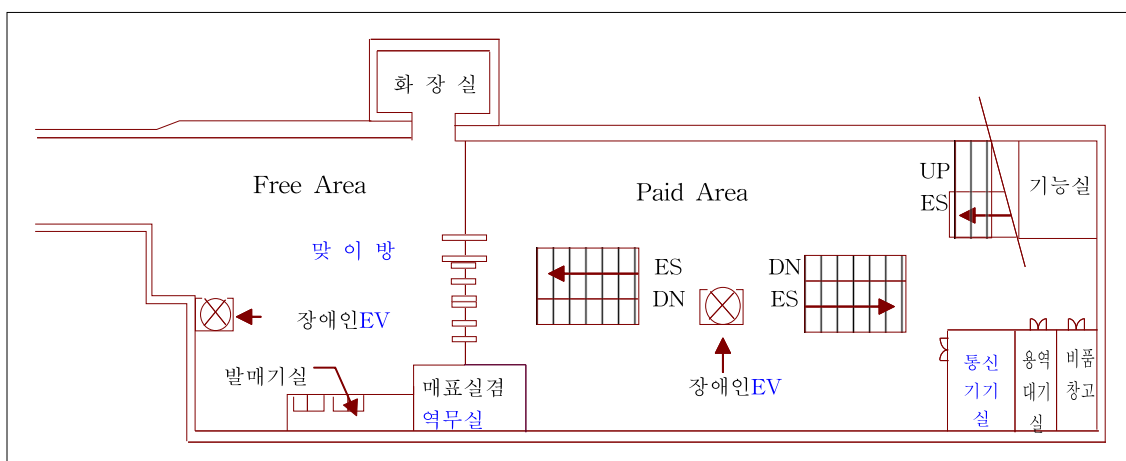 화 장 실
Free Area
Paid Area
UP
ES
기능실
맞 이 방
ES
DN
DN
ES
장애인EV
장애인EV
발매기실
매표실겸
역무실
통신
기기
실
용역
대기
실
비품
창고